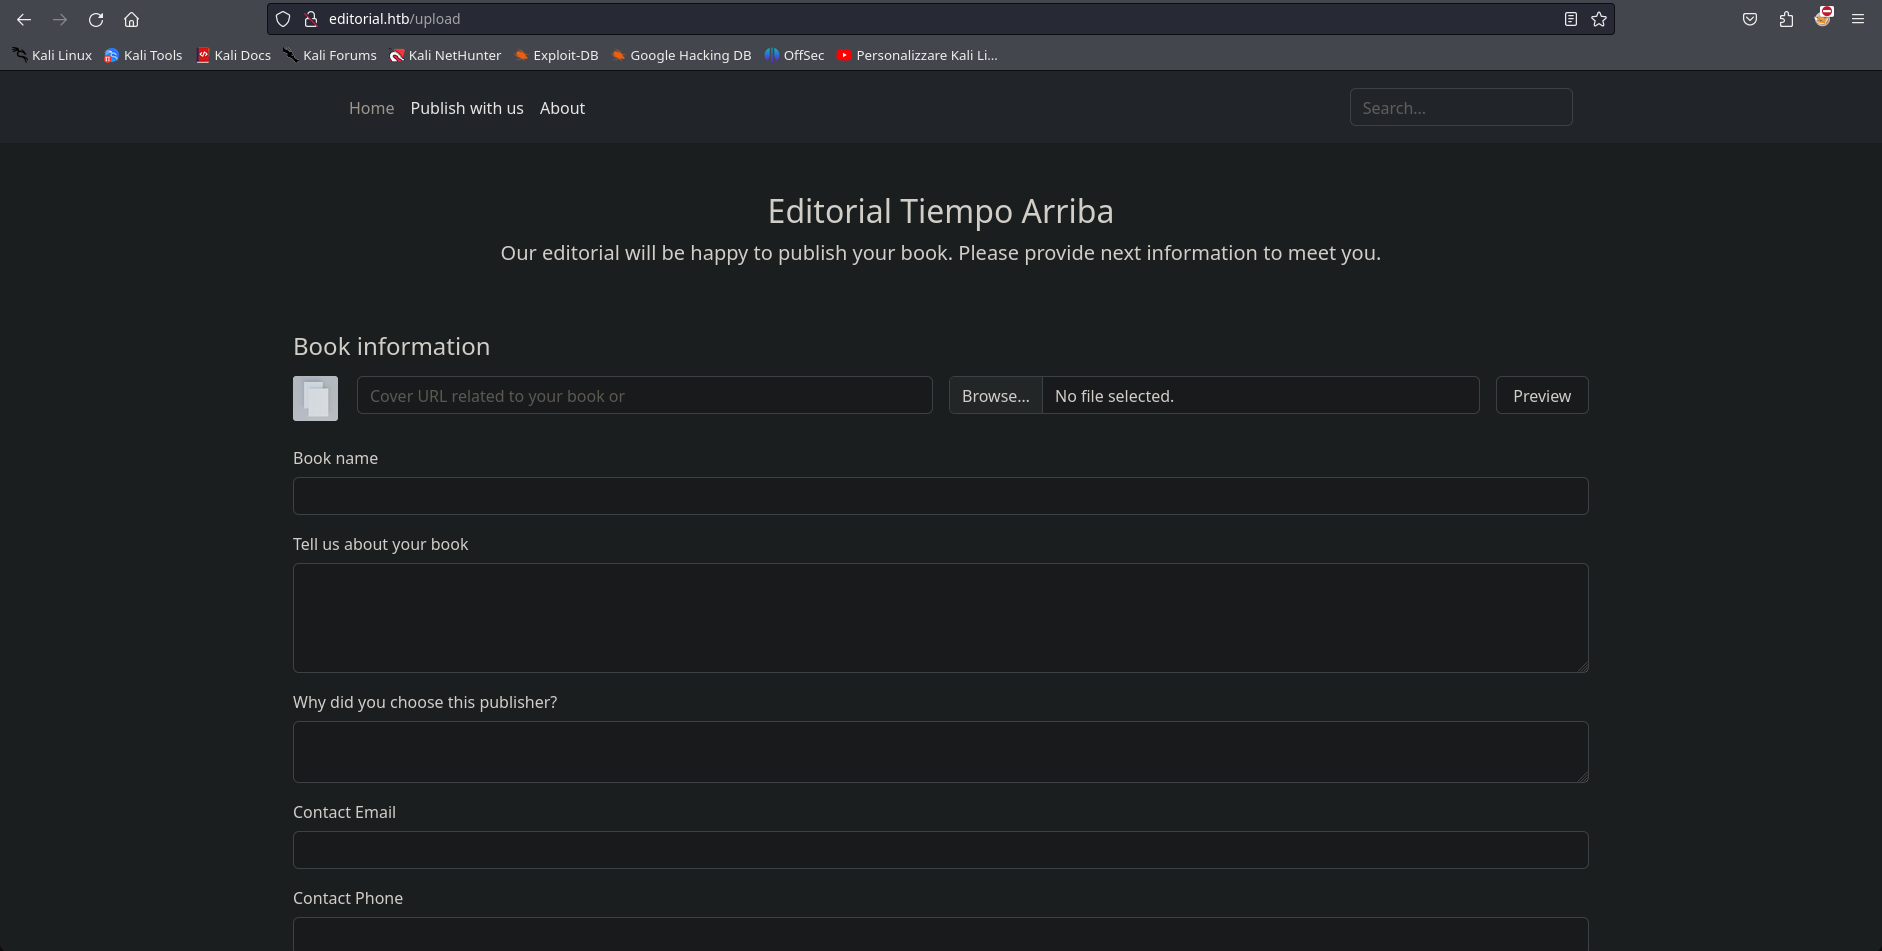 editorial.htb/upload
Kali Linux Kali Tools Kali Docs Kali Forums Kali NetHunter Exploit-DB Google Hacking DB OffSec Personalizzare Kali Li...
Home Publish with us About Search...
Editorial Tiempo Arriba
Our editorial will be happy to publish your book. Please provide next information to meet you.
Book information
Cover URL related to your book or Browse... No file selected. Preview
Book name
Tell us about your book
Why did you choose this publisher?
Contact Email
Contact Phone